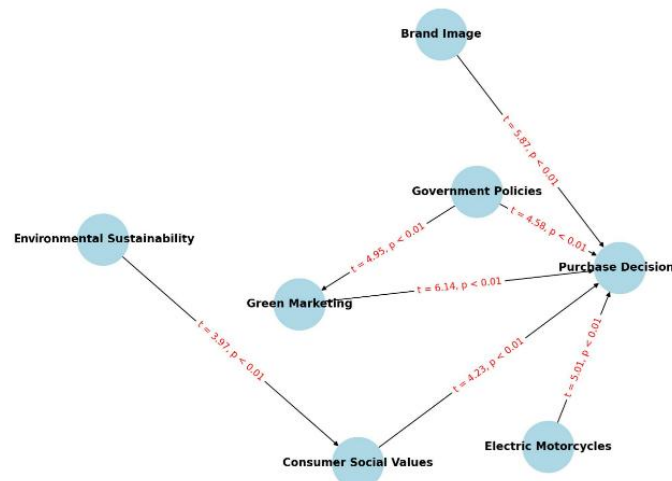 Brand Image
t = 5.87, p < 0.01
Government Policies
t = 4.58, p < 0.01
Environmental Sustainability
t = 4.95, p < 0.01
Purchase Decision
t = 6.14, p < 0.01
Green Marketing
t = 3.97, p < 0.01
t = 4.23, p < 0.01
t = 5.01, p < 0.01
Electric Motorcycles
Consumer Social Values